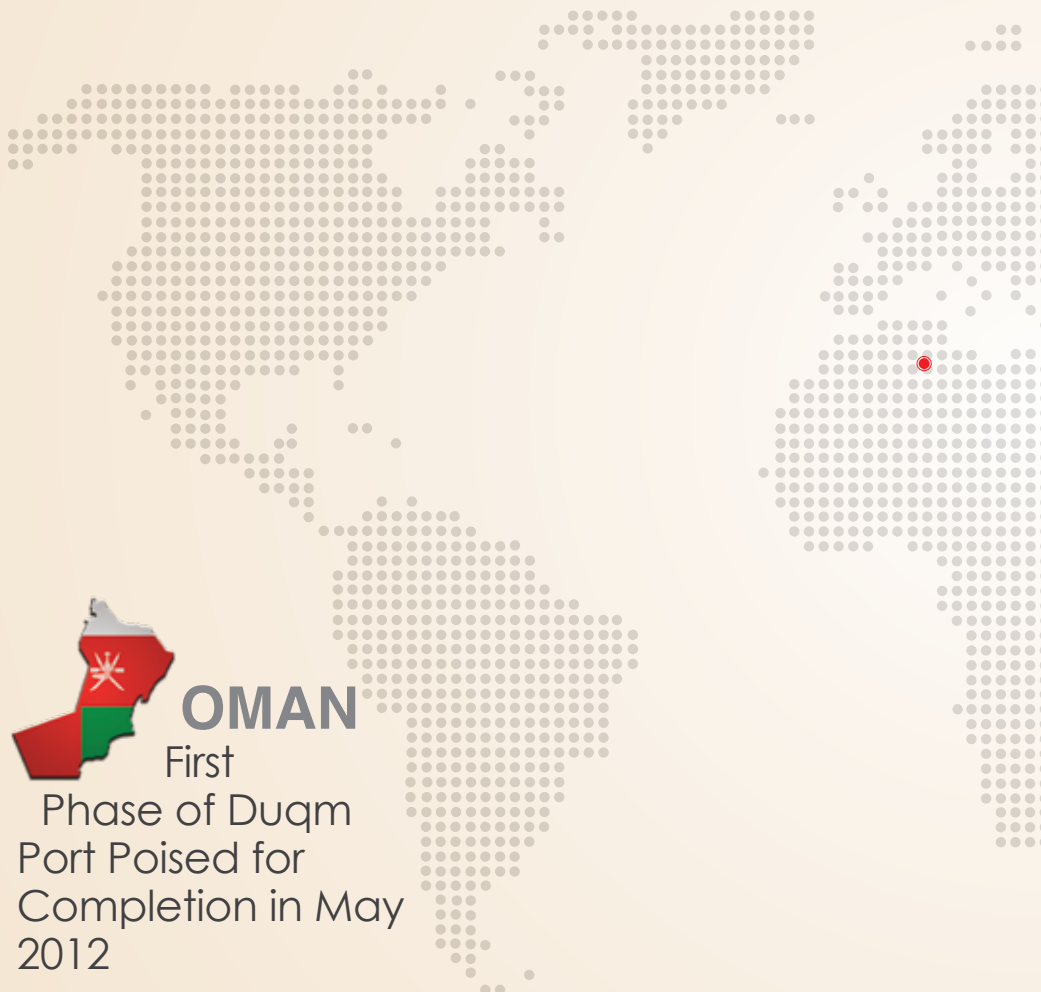 OMAN
First
Phase of Duqm
Port Poised for
Completion in May
2012